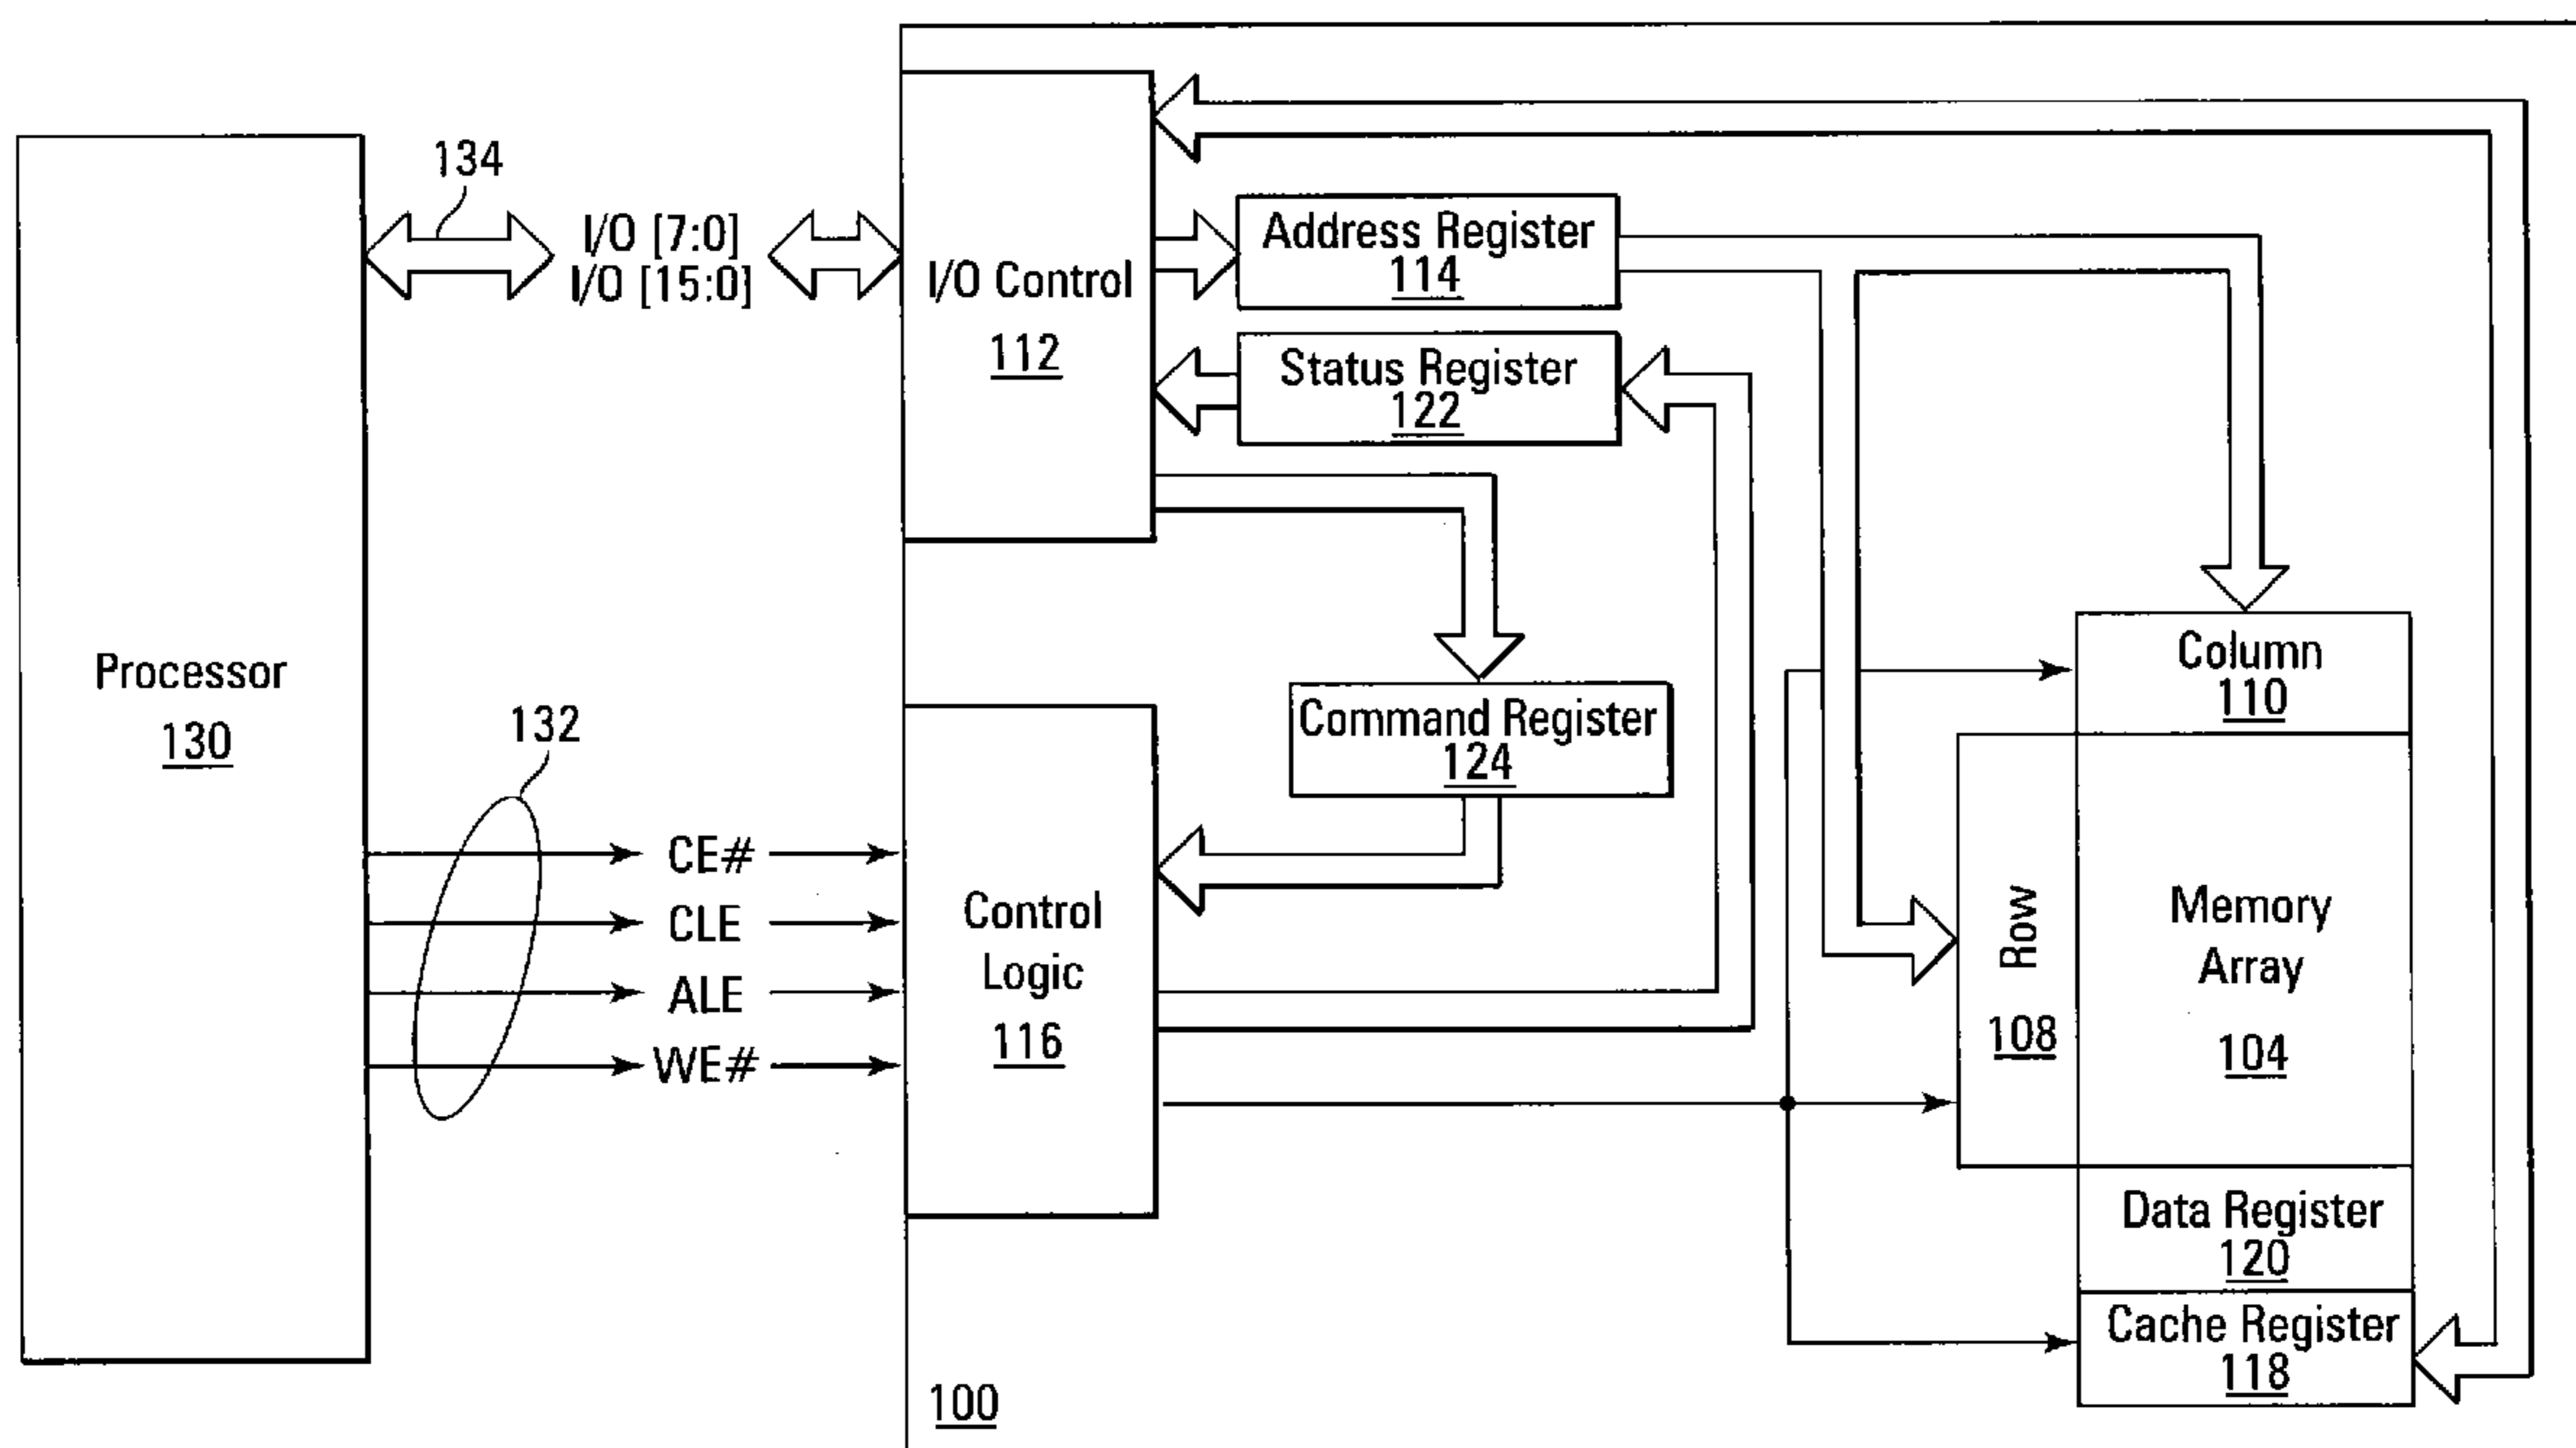 134
I/O [7:0]
I/O [15:0]
I/O Control
112
Address Register
114
Status Register
122
Processor
130
132
Command Register
124
Column
110
CE#
CLE
ALE
WE#
Control
Logic
116
Row
108
Memory
Array
104
Data Register
120
Cache Register
118
100